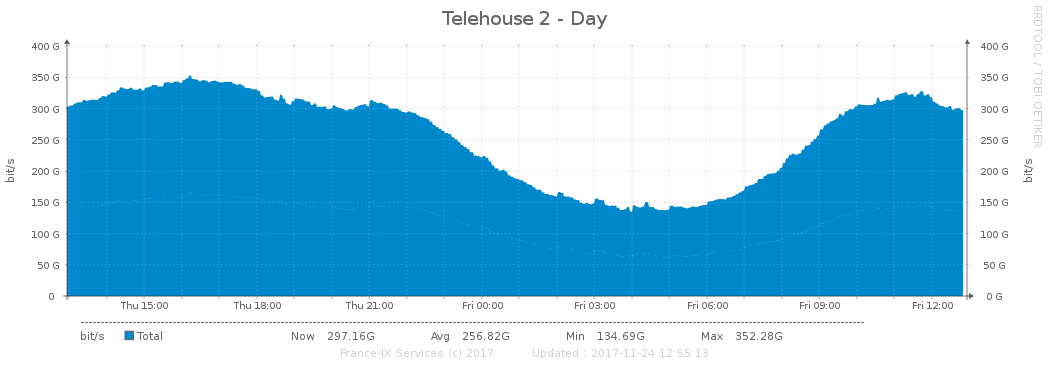 Telehouse 2 - Day
RRDTOOL / TOBI OETIKER
400 G 400 G
350 G 350 G
300 G 300 G
250 G 250 G
200 G 200 G
150 G 150 G
100 G 100 G
50 G 50 G
0 0 G
bit/s bit/s
Thu 15:00 Thu 18:00 Thu 21:00 Fri 00:00 Fri 03:00 Fri 06:00 Fri 09:00 Fri 12:00
bit/s Total Now 297.16G Avg 256.82G Min 134.69G Max 352.28G
France-IX Services (c) 2017 Updated : 2017-11-24 12:55:13